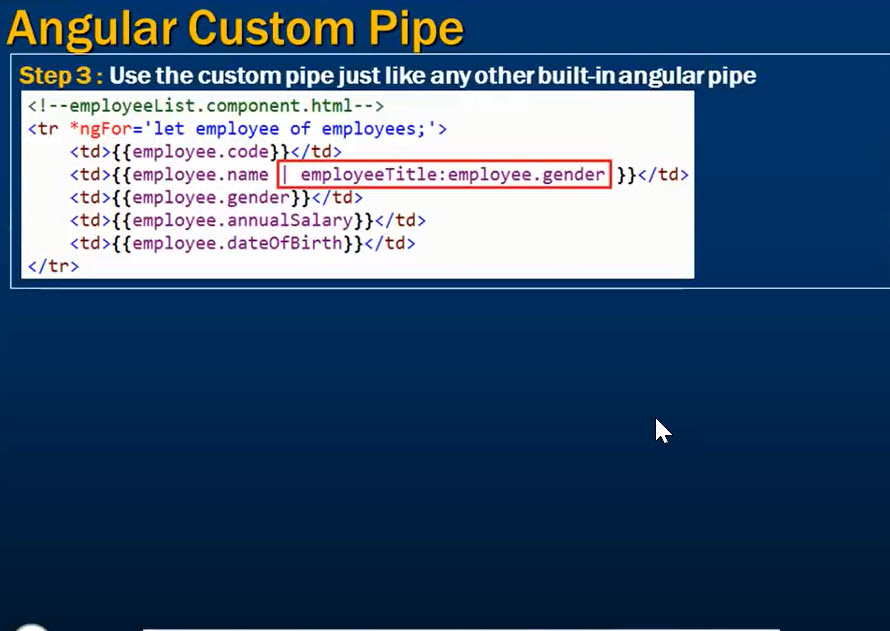 Angular Custom Pipe
Step 3 : Use the custom pipe just like any other built-in angular pipe
<!--employeeList.component.html-->
<tr *ngFor='let employee of employees;'>
<td>{{employee.code}}</td>
<td>{{employee.name | employeeTitle:employee.gender }}</td>
<td>{{employee.gender}}</td>
<td>{{employee.annualSalary}}</td>
<td>{{employee.dateOfBirth}}</td>
</tr>